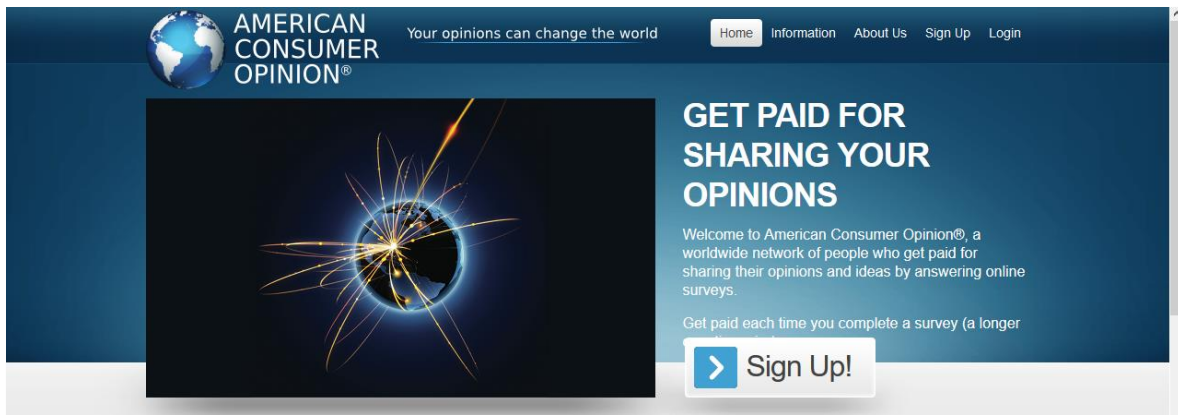 AMERICAN
CONSUMER
OPINION®
Your opinions can change the world
Home Information About Us Sign Up Login
GET PAID FOR
SHARING YOUR
OPINIONS
Welcome to American Consumer Opinion®, a
worldwide network of people who get paid for
sharing their opinions and ideas by answering online
surveys.
Get paid each time you complete a survey (a longer
Sign Up!